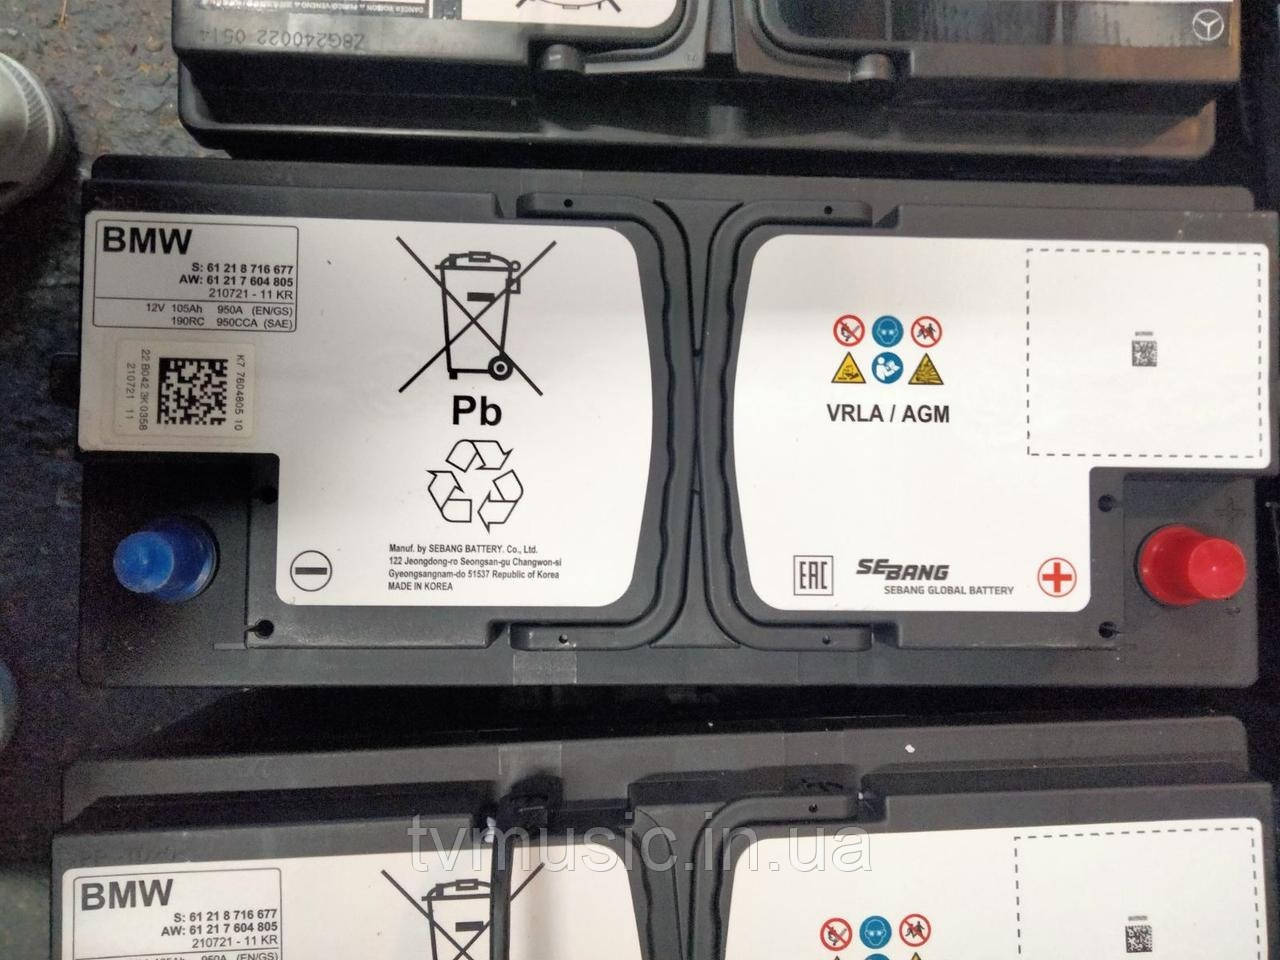 Z8G240022 0514
BMW
S: 61 21 8 716 677
AW: 61 21 7 604 805
210721 - 11 KR
12V 105Ah 950A (EN/GS)
190RC 950CCA (SAE)
K7 7604805 10
22 B042 3K 0358
210721 11
Pb
Manuf. by SEBANG BATTERY. Co., Ltd.
122 Jeongdong-ro Seongsan-gu Changwon-si
Gyeongsangnam-do 51537 Republic of Korea
MADE IN KOREA
VRLA / AGM
EAC
SEBANG
SEBANG GLOBAL BATTERY
tvmusic.in.ua
BMW
S: 61 21 8 716 677
AW: 61 21 7 604 805
210721 - 11 KR
950A (EN/GS)